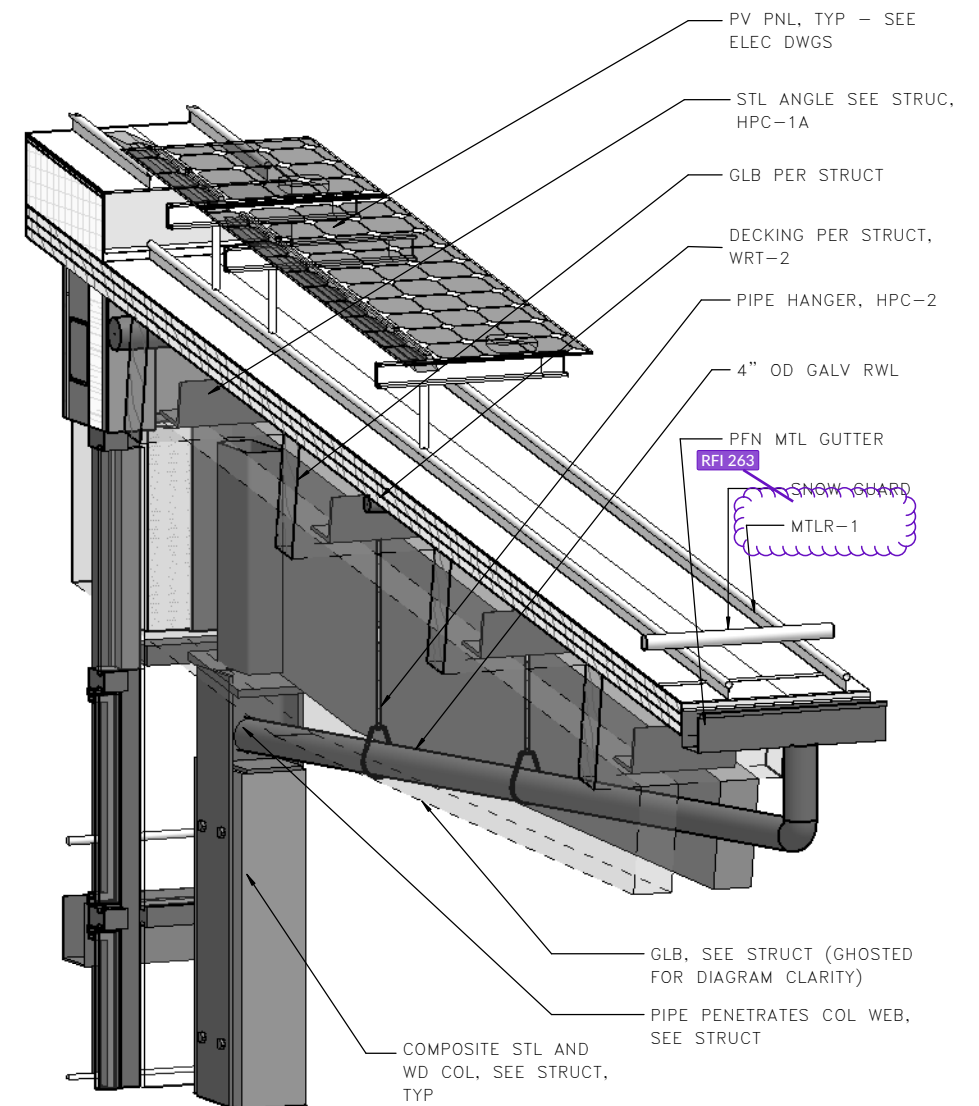 PV PNL, TYP – SEE
ELEC DWGS
STL ANGLE SEE STRUC,
HPC–1A
GLB PER STRUCT
DECKING PER STRUCT,
WRT–2
PIPE HANGER, HPC–2
4" OD GALV RWL
PFN MTL GUTTER
RFI 263
SNOW GUARD
MTLR–1
GLB, SEE STRUCT (GHOSTED
FOR DIAGRAM CLARITY)
PIPE PENETRATES COL WEB,
SEE STRUCT
COMPOSITE STL AND
WD COL, SEE STRUCT,
TYP